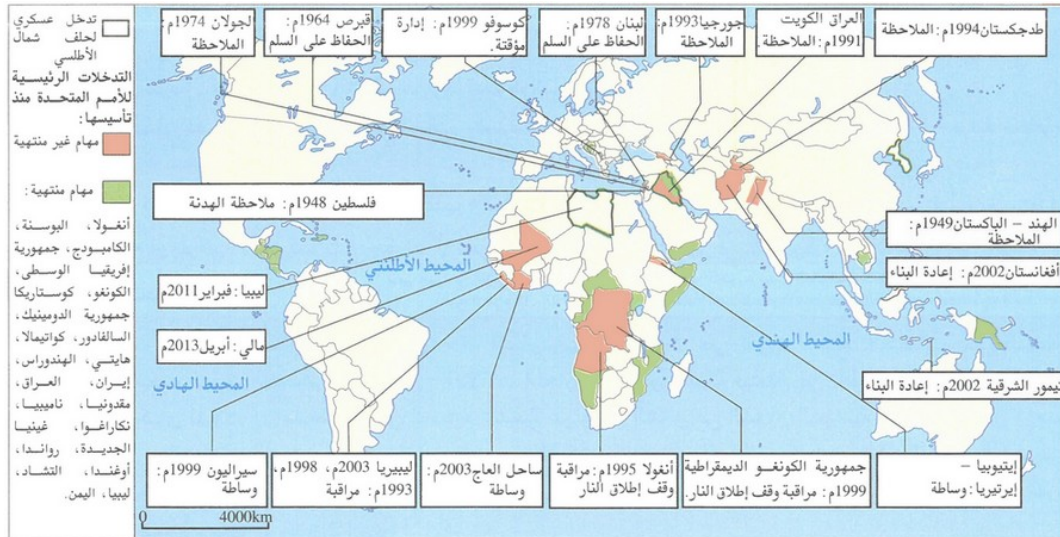 تدخل عسكري
لحلف شمال
الأطلسي
التدخلات الرئيسية
للأمم المتحدة منذ
تأسيسها:
مهام غير منتهية
مهام منتهية:
أنغولا، البوسنة،
الكامبودج، جمهورية
إفريقيا الوسطى،
الكونغو، كوستاريكا
جمهورية الدومينيك،
السالفادور، كواتيمالا،
هايتي، الهندوراس،
إيران، العراق،
مقدونيا، ناميبيا،
نكاراغوا، غينيا
الجديدة، رواندا،
أوغندا، التشاد،
ليبيا، اليمن.
طدجكستان1994م: الملاحظة
العراق الكويت
1991م: الملاحظة.
جورجيا1993م:
الملاحظة
لبنان 1978م:
الحفاظ على السلم
كوسوفو 1999م: إدارة
مؤقتة.
قبرص 1964م:
الحفاظ على السلم
الجولان 1974م:
الملاحظة
فلسطين 1948م: ملاحظة الهدنة
الهند – الباكستان1949م:
الملاحظة
أفغانستان2002م: إعادة البناء
المحيط الأطلنتي
ليبيا: فبراير2011م
المحيط الهندي
مالي: أبريل2013م
المحيط الهادي
تيمور الشرقية 2002م: إعادة البناء
إيتيوبيا –
إيرتيريا: وساطة
جمهورية الكونغو الديمقراطية
1999م: مراقبة وقف إطلاق النار.
أنغولا 1995م: مراقبة
وقف إطلاق النار
ساحل العاج2003م:
وساطة
ليبيريا 2003م، 1998م،
1993م: مراقبة
سيراليون 1999م:
وساطة
0 4000km